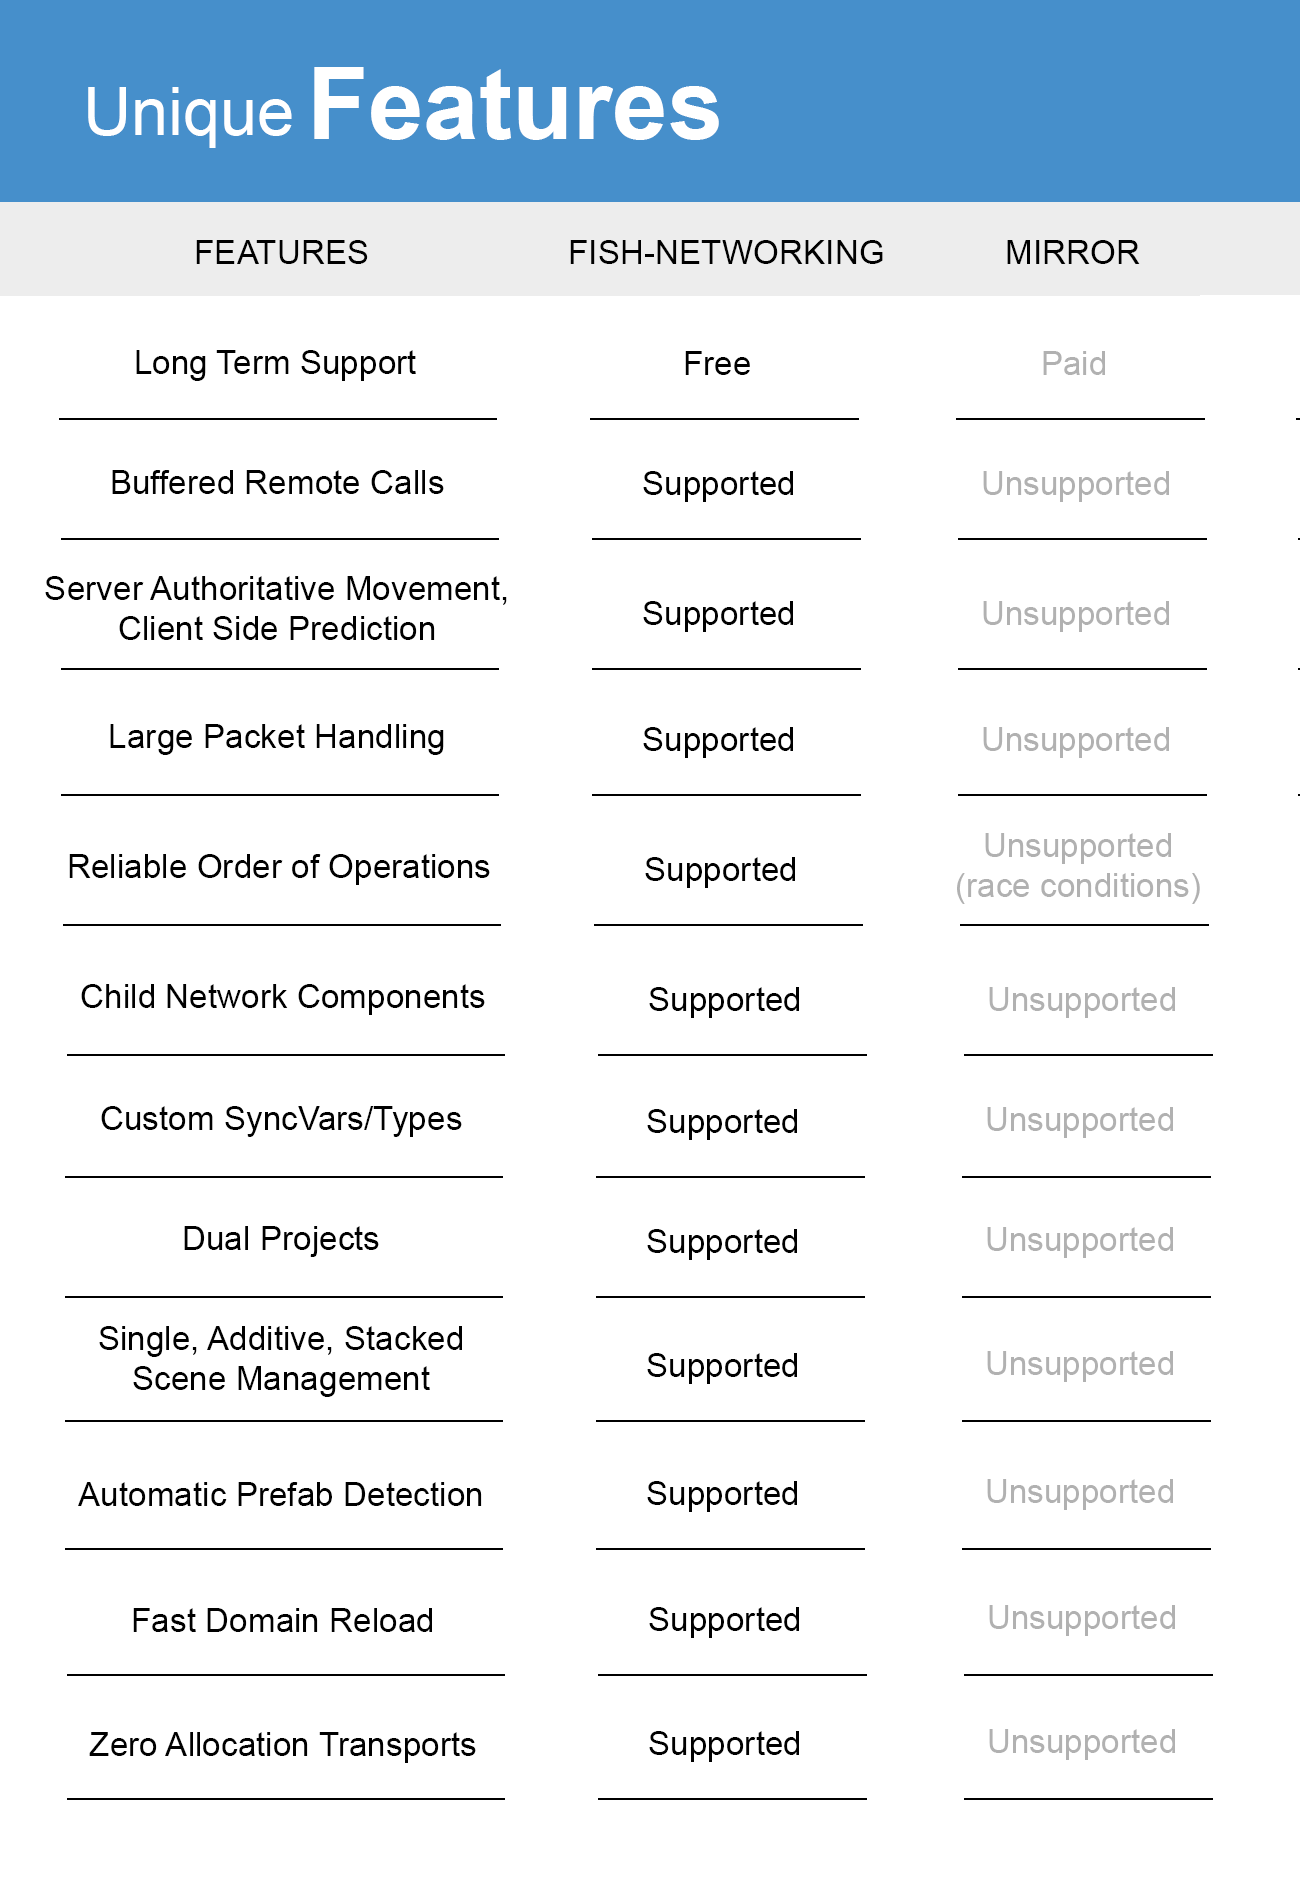 Unique Features
FEATURES FISH-NETWORKING MIRROR
Long Term Support Free Paid
Buffered Remote Calls Supported Unsupported
Server Authoritative Movement,
Client Side Prediction Supported Unsupported
Large Packet Handling Supported Unsupported
Reliable Order of Operations Supported Unsupported
(race conditions)
Child Network Components Supported Unsupported
Custom SyncVars/Types Supported Unsupported
Dual Projects Supported Unsupported
Single, Additive, Stacked
Scene Management Supported Unsupported
Automatic Prefab Detection Supported Unsupported
Fast Domain Reload Supported Unsupported
Zero Allocation Transports Supported Unsupported